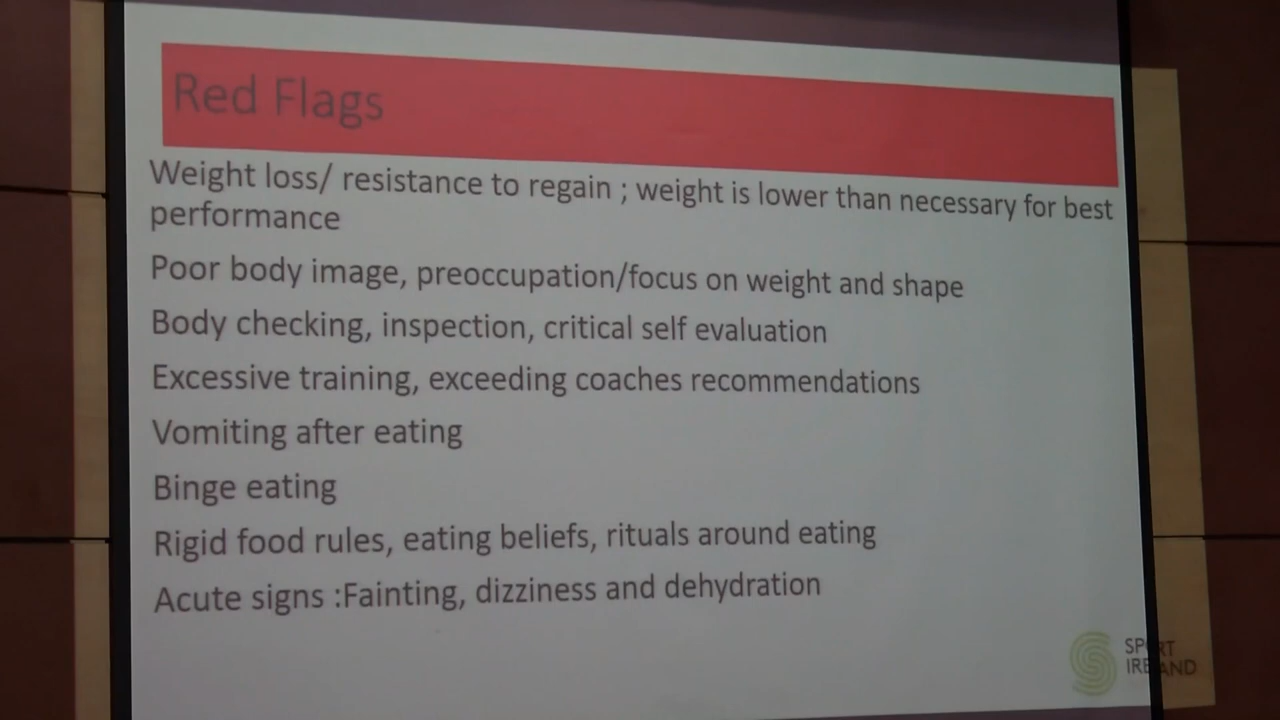 Red Flags
Weight loss/ resistance to regain ; weight is lower than necessary for best
performance
Poor body image, preoccupation/focus on weight and shape
Body checking, inspection, critical self evaluation
Excessive training, exceeding coaches recommendations
Vomiting after eating
Binge eating
Rigid food rules, eating beliefs, rituals around eating
Acute signs :Fainting, dizziness and dehydration
SPORT
IRELAND